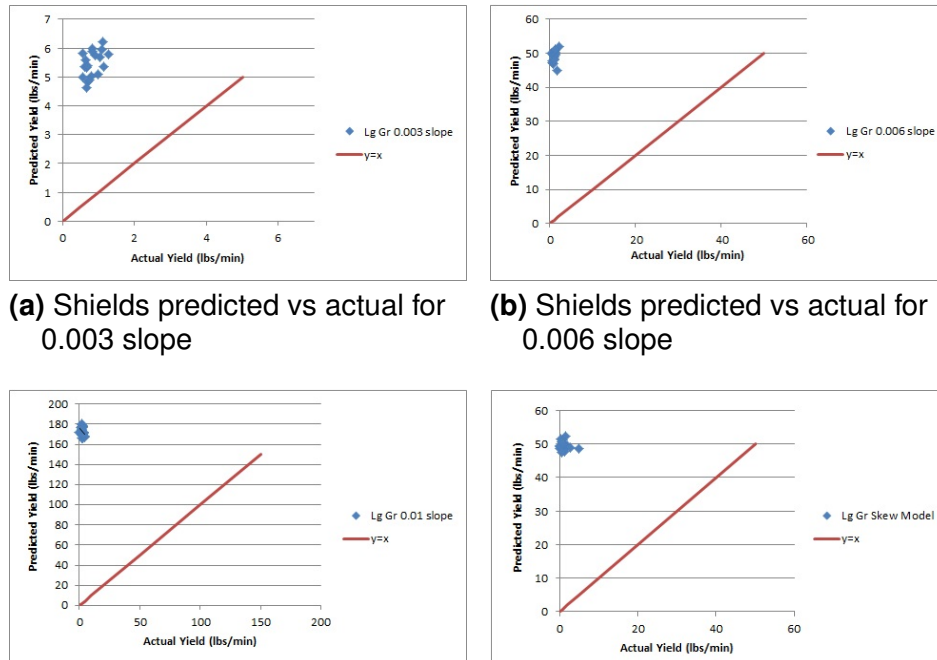 7
6
5
4
3
2
1
0
0 2 4 6
Predicted Yield (lbs/min)
Actual Yield (lbs/min)
Lg Gr 0.003 slope
y=x
60
50
40
30
20
10
0
0 20 40 60
Predicted Yield (lbs/min)
Actual Yield (lbs/min)
Lg Gr 0.006 slope
y=x
(a) Shields predicted vs actual for
0.003 slope
(b) Shields predicted vs actual for
0.006 slope
200
180
160
140
120
100
80
60
40
20
0
0 50 100 150 200
Predicted Yield (lbs/min)
Actual Yield (lbs/min)
Lg Gr 0.01 slope
y=x
60
50
40
30
20
10
0
0 20 40 60
Predicted Yield (lbs/min)
Actual Yield (lbs/min)
Lg Gr Skew Model
y=x